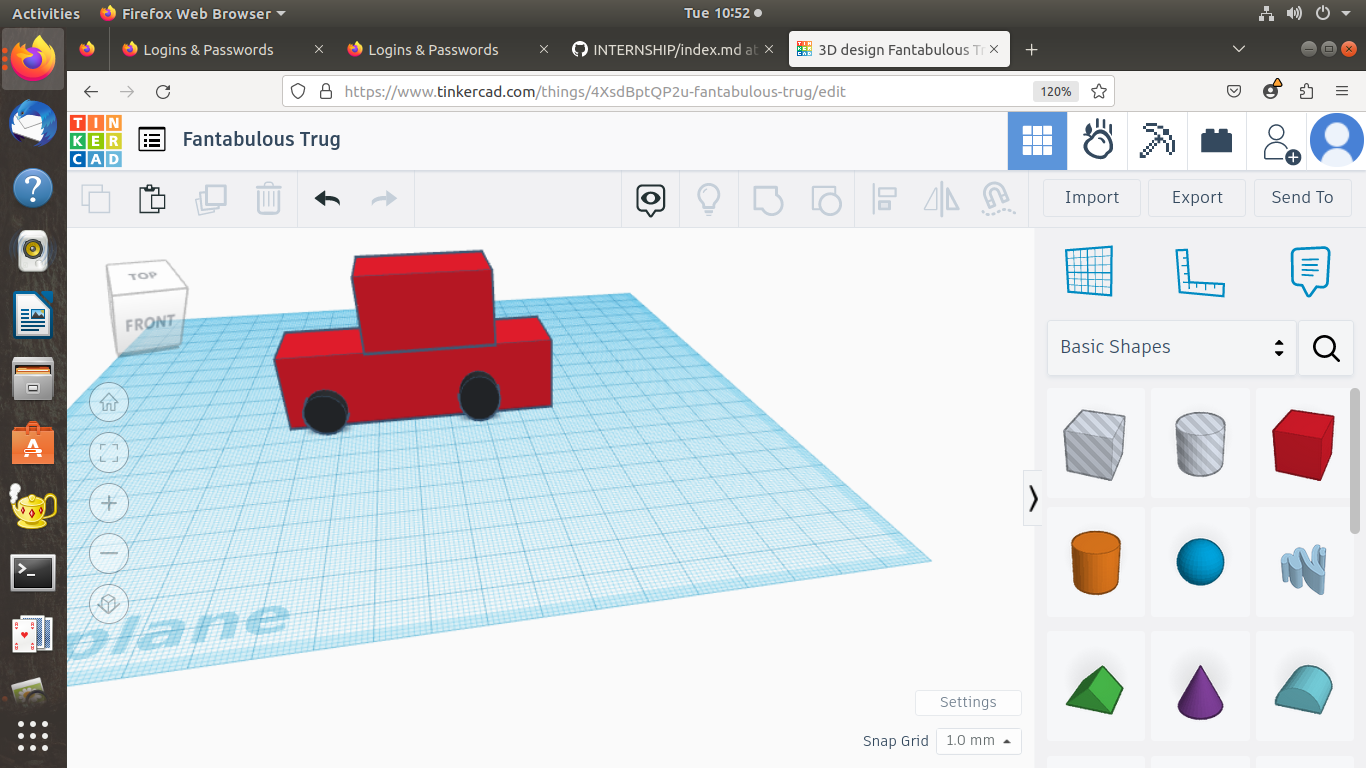 Activities
Firefox Web Browser
Tue 10:52
Logins & Passwords
Logins & Passwords
INTERNSHIP/index.md at
3D design Fantabulous Tr
https://www.tinkercad.com/things/4XsdBptQP2u-fantabulous-trug/edit
120%
TIN
KER
CAD
Fantabulous Trug
Import
Export
Send To
TOP
FRONT
Basic Shapes
plane
Settings
Snap Grid
1.0 mm